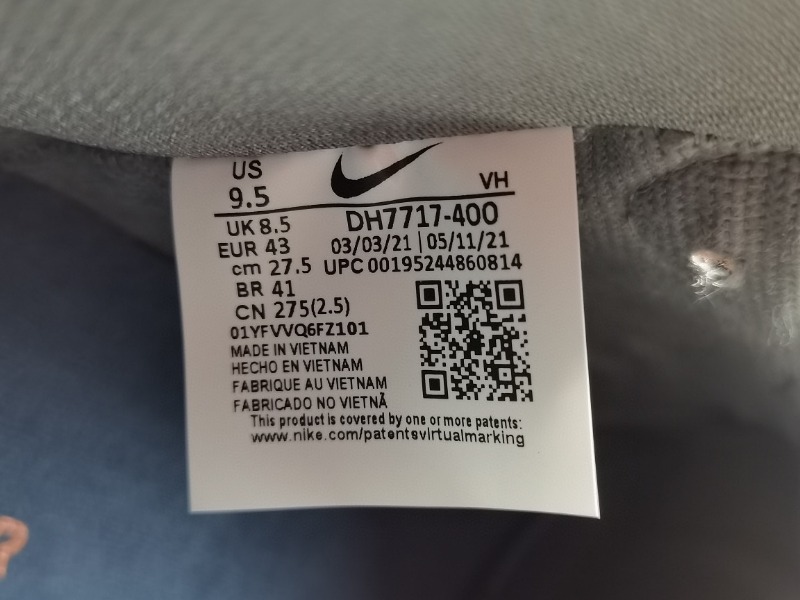 US
9.5
VH
UK 8.5
DH7717-400
EUR 43
03/03/21 | 05/11/21
cm 27.5
UPC 00195244860814
BR 41
CN 275(2.5)
01YFVVQ6FZ101
MADE IN VIETNAM
HECHO EN VIETNAM
FABRIQUE AU VIETNAM
FABRICADO NO VIETNÃ
This product is covered by one or more patents:
www.nike.com/patentsvirtualmarking